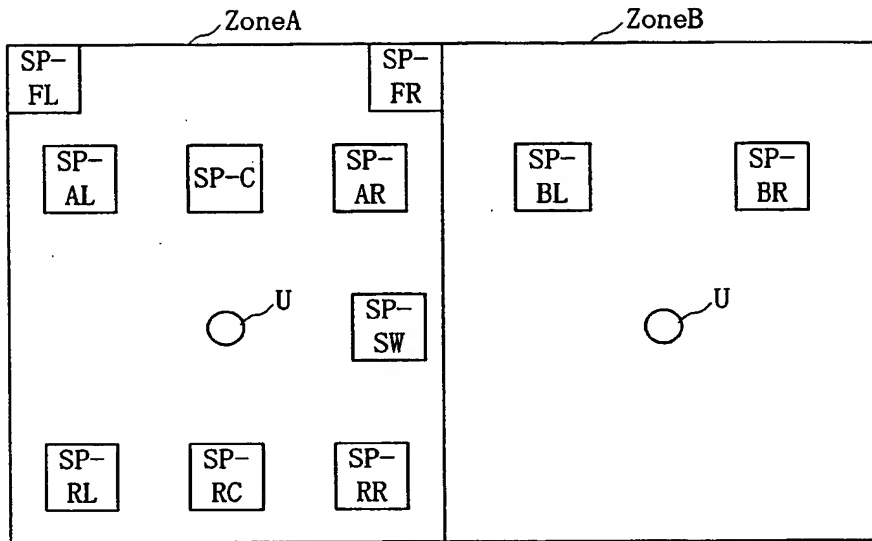 ZoneA
ZoneB
SP-
FL
SP-
FR
SP-
AL
SP-C
SP-
AR
SP-
BL
SP-
BR
U
SP-
SW
U
SP-
RL
SP-
RC
SP-
RR